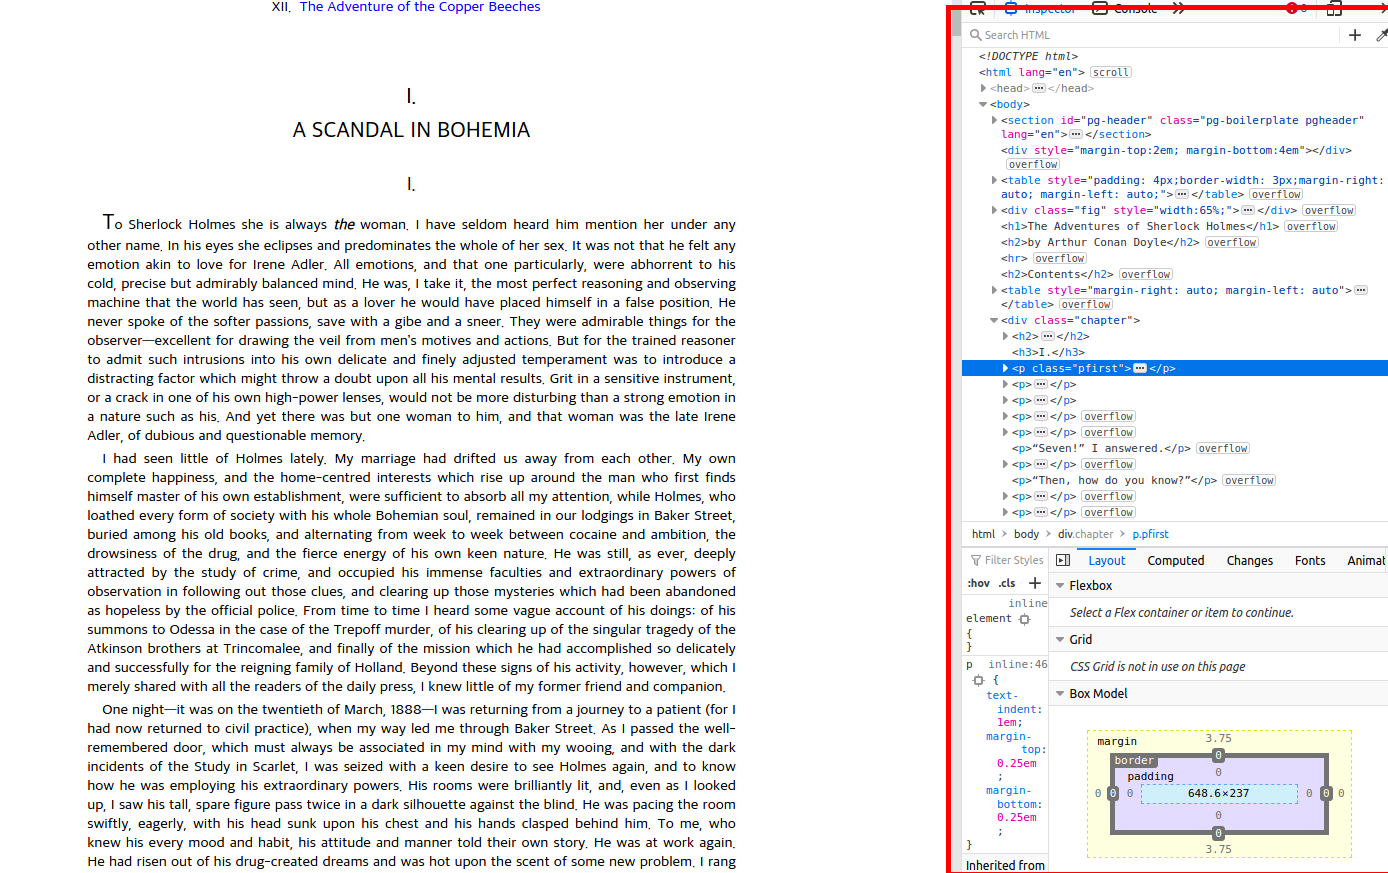 XII. The Adventure of the Copper Beeches
I.
A SCANDAL IN BOHEMIA
I.
To Sherlock Holmes she is always the woman. I have seldom heard him mention her under any
other name. In his eyes she eclipses and predominates the whole of her sex. It was not that he felt any
emotion akin to love for Irene Adler. All emotions, and that one particularly, were abhorrent to his
cold, precise but admirably balanced mind. He was, I take it, the most perfect reasoning and observing
machine that the world has seen, but as a lover he would have placed himself in a false position. He
never spoke of the softer passions, save with a gibe and a sneer. They were admirable things for the
observer—excellent for drawing the veil from men's motives and actions. But for the trained reasoner
to admit such intrusions into his own delicate and finely adjusted temperament was to introduce a
distracting factor which might throw a doubt upon all his mental results. Grit in a sensitive instrument,
or a crack in one of his own high-power lenses, would not be more disturbing than a strong emotion in
a nature such as his. And yet there was but one woman to him, and that woman was the late Irene
Adler, of dubious and questionable memory.
I had seen little of Holmes lately. My marriage had drifted us away from each other. My own
complete happiness, and the home-centred interests which rise up around the man who first finds
himself master of his own establishment, were sufficient to absorb all my attention, while Holmes, who
loathed every form of society with his whole Bohemian soul, remained in our lodgings in Baker Street,
buried among his old books, and alternating from week to week between cocaine and ambition, the
drowsiness of the drug, and the fierce energy of his own keen nature. He was still, as ever, deeply
attracted by the study of crime, and occupied his immense faculties and extraordinary powers of
observation in following out those clues, and clearing up those mysteries which had been abandoned
as hopeless by the official police. From time to time I heard some vague account of his doings: of his
summons to Odessa in the case of the Trepoff murder, of his clearing up of the singular tragedy of the
Atkinson brothers at Trincomalee, and finally of the mission which he had accomplished so delicately
and successfully for the reigning family of Holland. Beyond these signs of his activity, however, which I
merely shared with all the readers of the daily press, I knew little of my former friend and companion.
One night—it was on the twentieth of March, 1888—I was returning from a journey to a patient (for I
had now returned to civil practice), when my way led me through Baker Street. As I passed the well-
remembered door, which must always be associated in my mind with my wooing, and with the dark
incidents of the Study in Scarlet, I was seized with a keen desire to see Holmes again, and to know
how he was employing his extraordinary powers. His rooms were brilliantly lit, and, even as I looked
up, I saw his tall, spare figure pass twice in a dark silhouette against the blind. He was pacing the room
swiftly, eagerly, with his head sunk upon his chest and his hands clasped behind him. To me, who
knew his every mood and habit, his attitude and manner told their own story. He was at work again.
He had risen out of his drug-created dreams and was hot upon the scent of some new problem. I rang
Inspector Console
Search HTML
<!DOCTYPE html>
<html lang="en"> scroll
<head> ••• </head>
<body>
<section id="pg-header" class="pg-boilerplate pgheader"
lang="en"> ••• </section>
<div style="margin-top:2em; margin-bottom:4em"></div>
overflow
<table style="padding: 4px;border-width: 3px;margin-right:
auto; margin-left: auto;"> ••• </table> overflow
<div class="fig" style="width:65%;"> ••• </div> overflow
<h1>The Adventures of Sherlock Holmes</h1> overflow
<h2>by Arthur Conan Doyle</h2> overflow
<hr> overflow
<h2>Contents</h2> overflow
<table style="margin-right: auto; margin-left: auto"> •••
</table> overflow
<div class="chapter">
<h2> ••• </h2>
<h3>I.</h3>
<p class="pfirst"> ••• </p>
<p> ••• </p>
<p> ••• </p>
<p> ••• </p> overflow
<p> ••• </p> overflow
<p>“Seven!” I answered.</p> overflow
<p> ••• </p> overflow
<p>“Then, how do you know?”</p> overflow
<p> ••• </p> overflow
<p> ••• </p> overflow
html > body > div.chapter > p.pfirst
Filter Styles
:hov .cls +
inline
element
{
}
p inline:46
{
text-
indent:
1em;
margin-
top:
0.25em
;
margin-
bottom:
0.25em
;
}
Inherited from
Layout Computed Changes Fonts Animat
Flexbox
Select a Flex container or item to continue.
Grid
CSS Grid is not in use on this page
Box Model
margin 3.75
border 0
padding 0
0 0 0 648.6×237 0 0 0
0
0
3.75